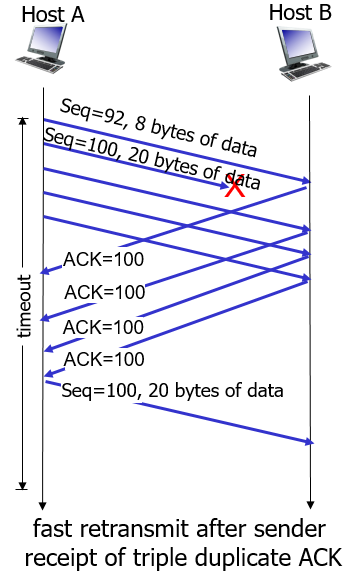 Host A
Host B
Seq=92, 8 bytes of data
Seq=100, 20 bytes of data
X
timeout
ACK=100
ACK=100
ACK=100
ACK=100
Seq=100, 20 bytes of data
fast retransmit after sender
receipt of triple duplicate ACK